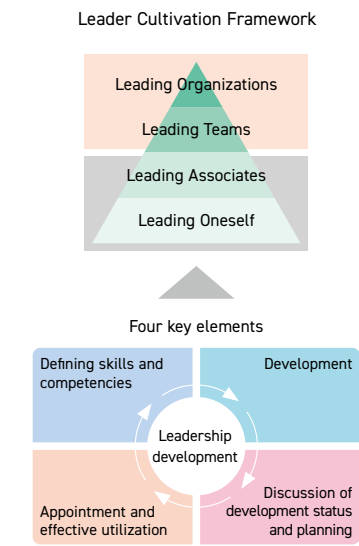 Leader Cultivation Framework
Leading Organizations
Leading Teams
Leading Associates
Leading Oneself
Four key elements
Defining skills and
competencies
Development
Leadership
development
Appointment and
effective utilization
Discussion of
development status
and planning